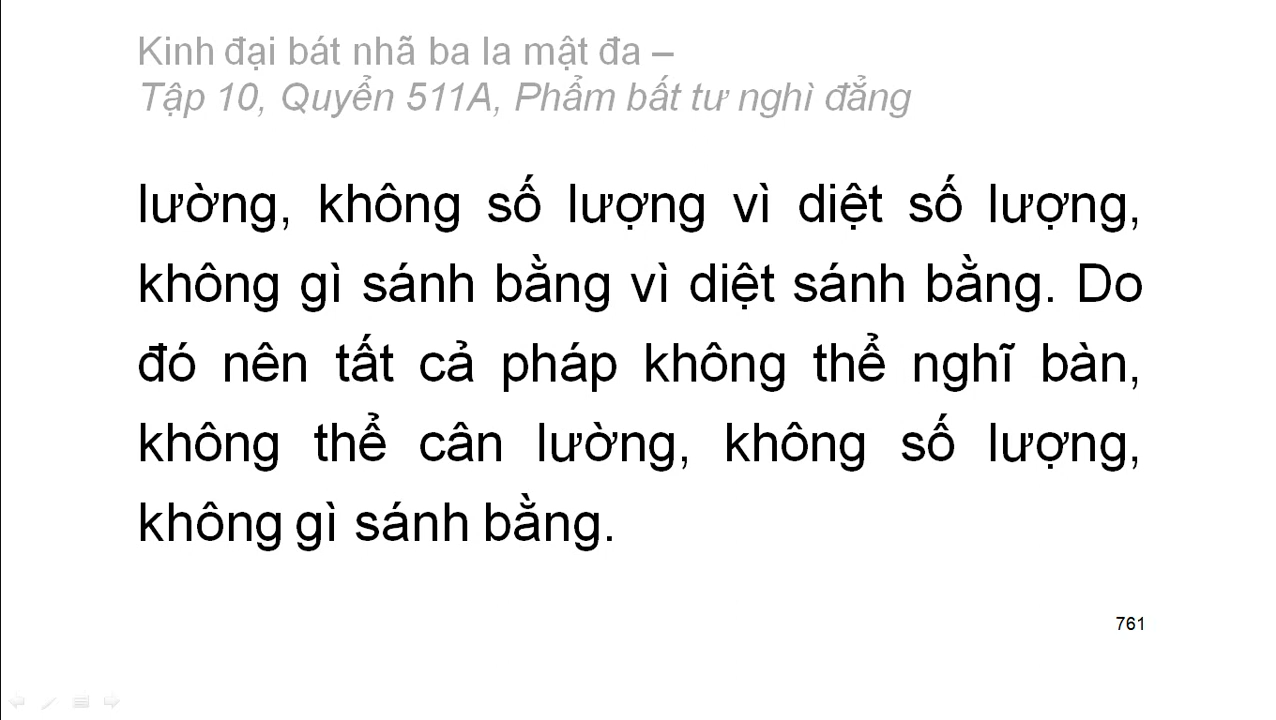 Kinh đại bát nhã ba la mật đa –
Tập 10, Quyển 511A, Phẩm bất tư nghì đẳng
lường, không số lượng vì diệt số lượng,
không gì sánh bằng vì diệt sánh bằng. Do
đó nên tất cả pháp không thể nghĩ bàn,
không thể cân lường, không số lượng,
không gì sánh bằng.
761